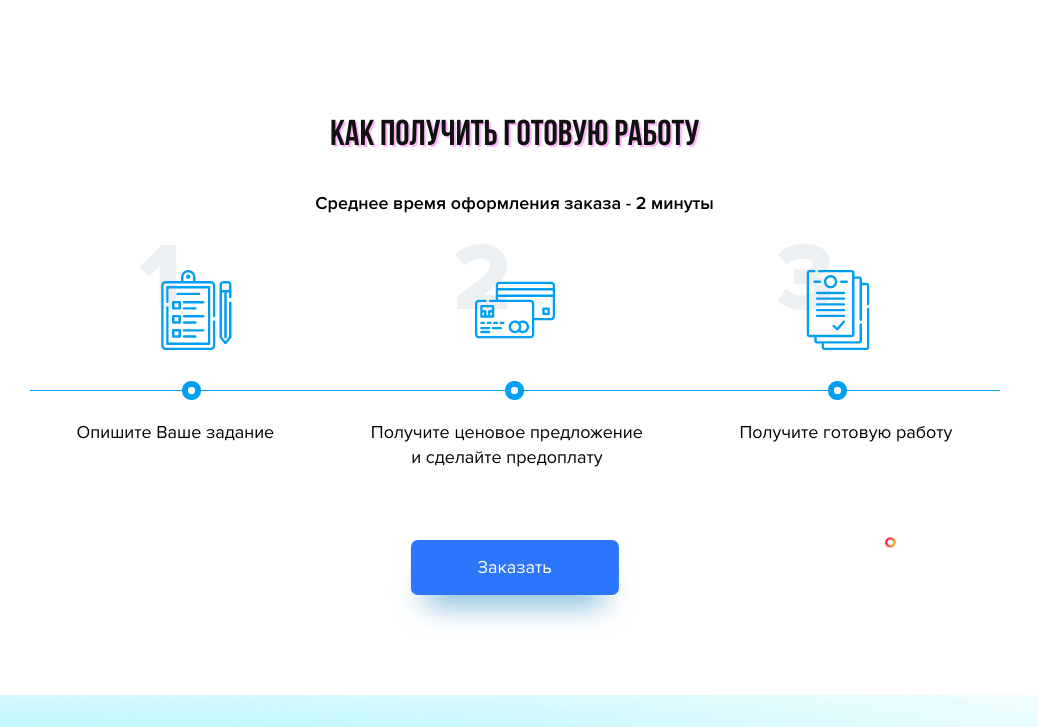 КАК ПОЛУЧИТЬ ГОТОВУЮ РАБОТУ
Среднее время оформления заказа - 2 минуты
1
2
3
Опишите Ваше задание
Получите ценовое предложение
и сделайте предоплату
Получите готовую работу
Заказать